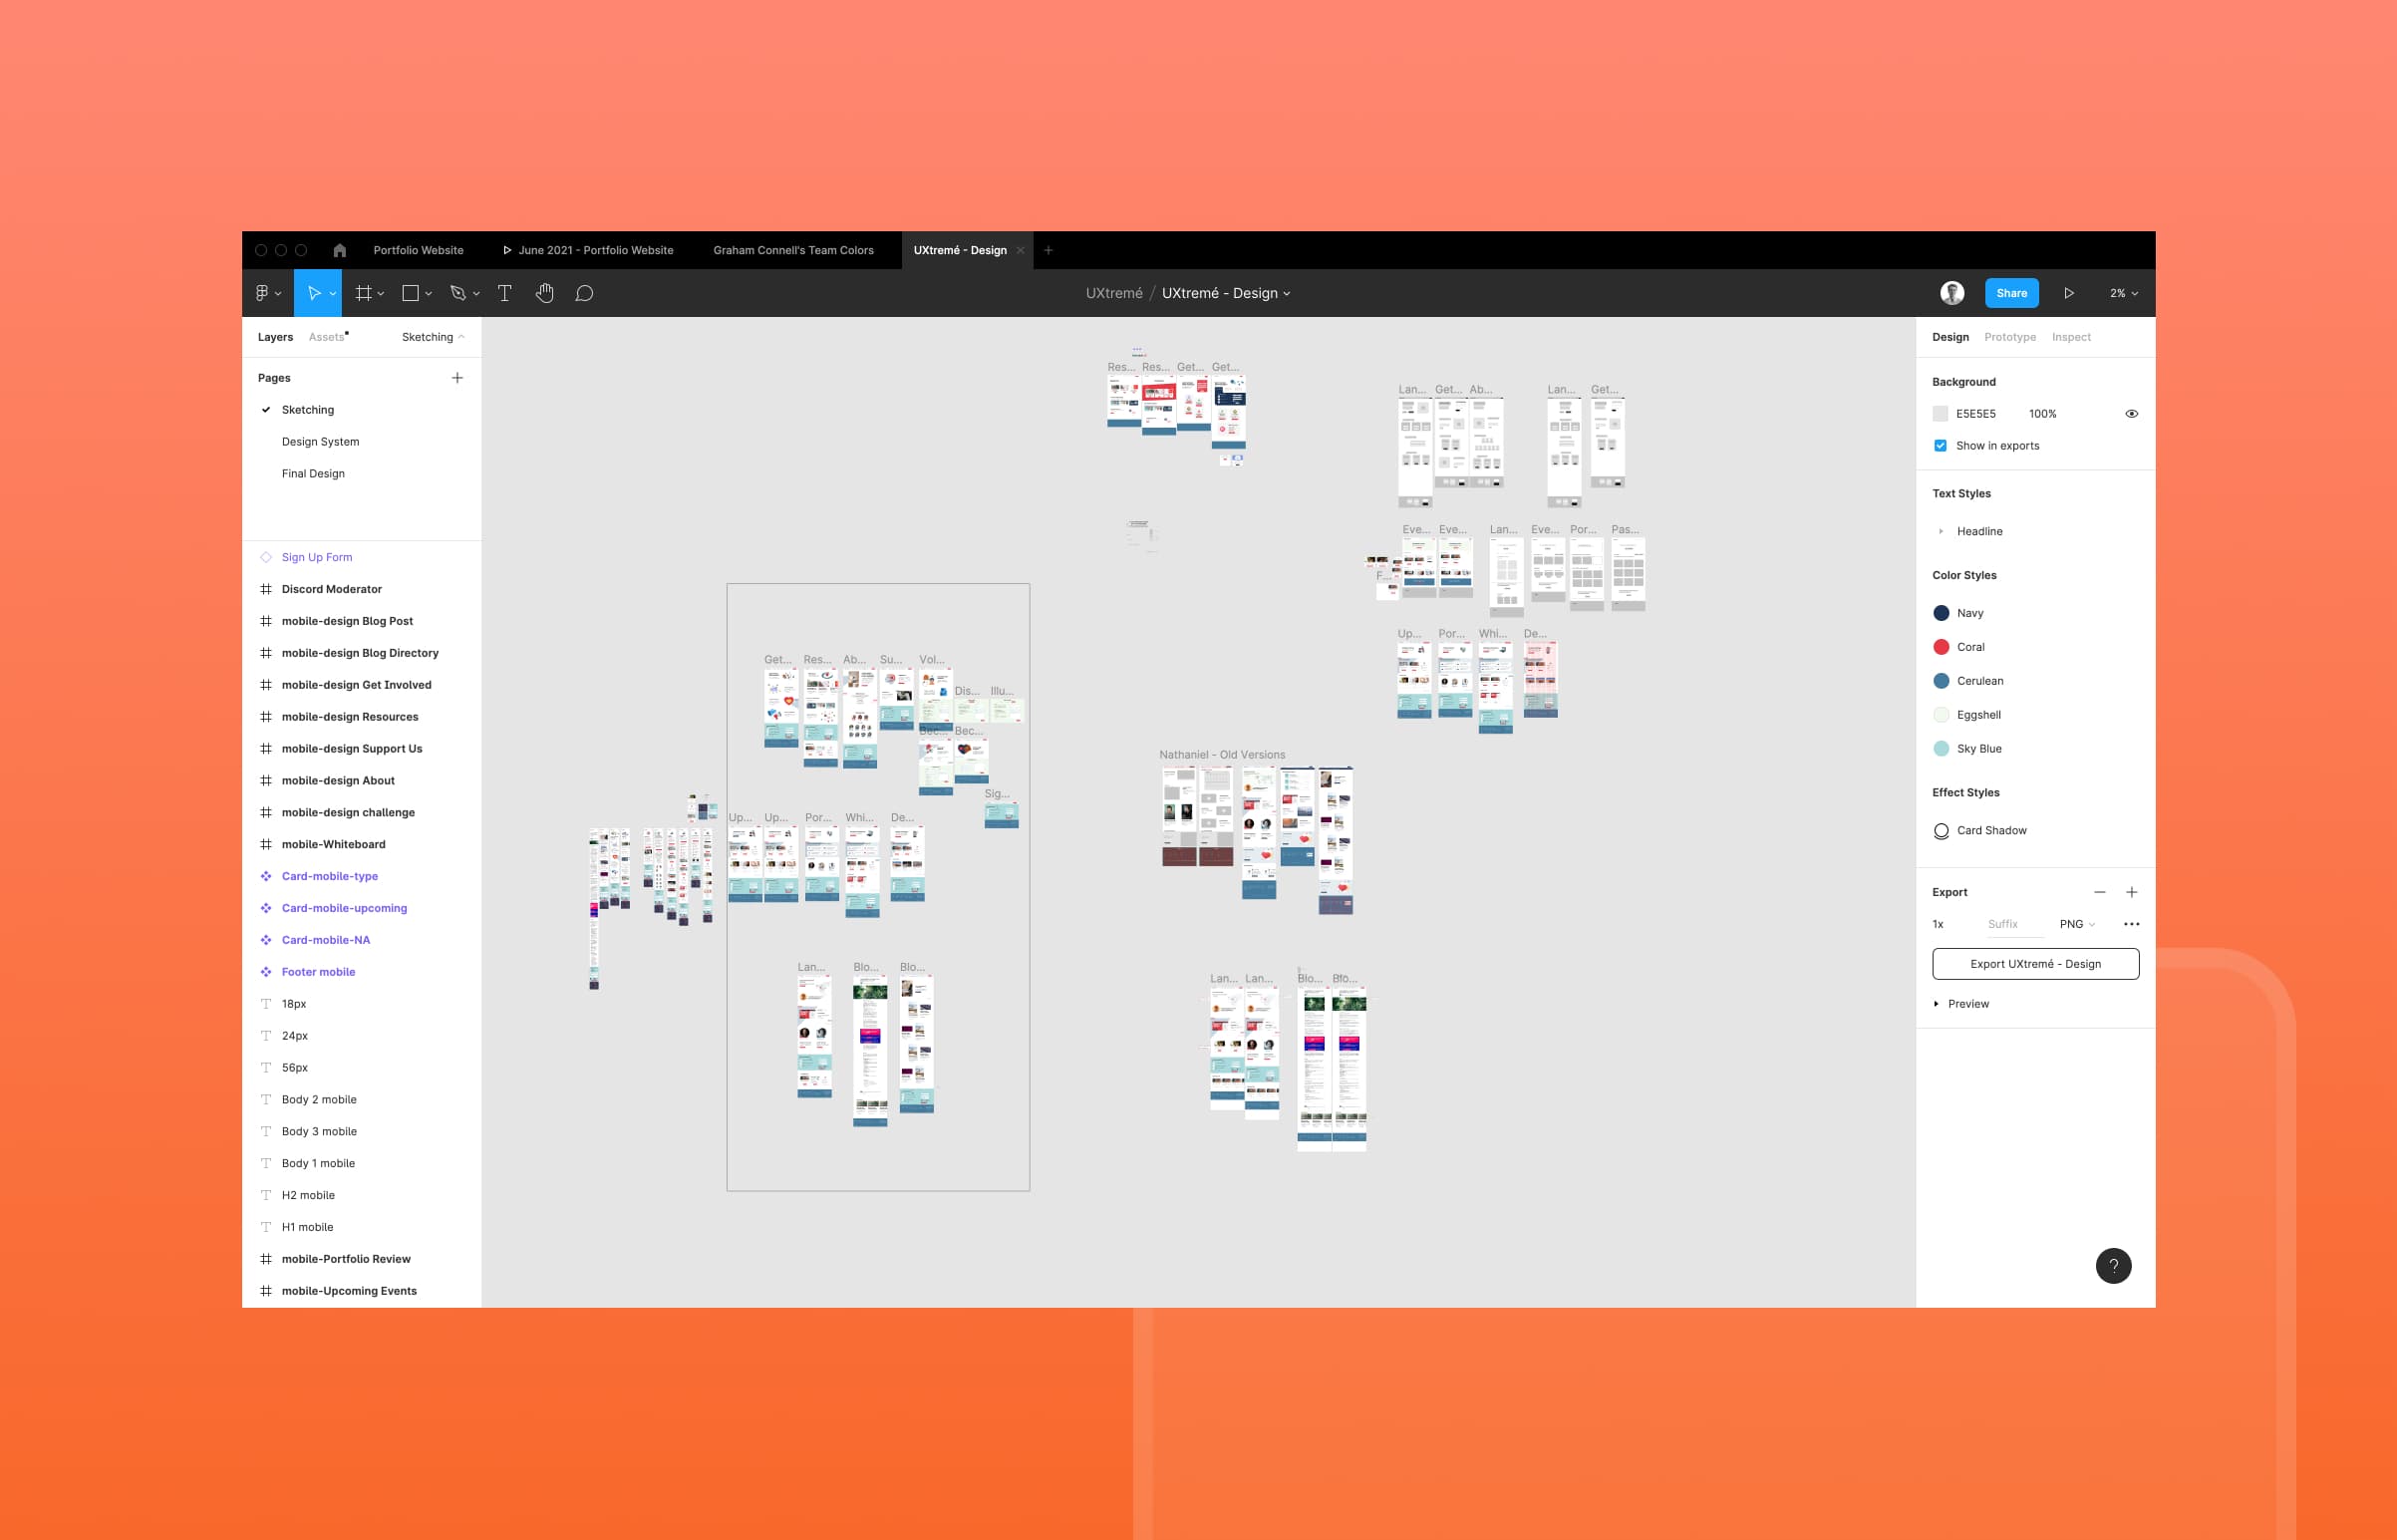 Portfolio Website
June 2021 - Portfolio Website
Graham Connell's Team Colors
UXtremé - Design
UXtremé / UXtremé - Design
Share
2%
Layers
Assets
Sketching
Pages
Sketching
Design System
Final Design
Sign Up Form
Discord Moderator
mobile-design Blog Post
mobile-design Blog Directory
mobile-design Get Involved
mobile-design Resources
mobile-design Support Us
mobile-design About
mobile-design challenge
mobile-Whiteboard
Card-mobile-type
Card-mobile-upcoming
Card-mobile-NA
Footer mobile
18px
24px
56px
Body 2 mobile
Body 3 mobile
Body 1 mobile
H2 mobile
H1 mobile
mobile-Portfolio Review
mobile-Upcoming Events
Res... Res... Get... Get...
Lan... Get... Ab... Lan... Get...
Eve... Eve... Lan... Eve... Por... Pas...
F...
Up... Por... Whi... De...
Get... Res... Ab... Su... Vol...
Dis... Illu...
Bec... Bec...
Nathaniel - Old Versions
Sig...
Up... Up... Por... Whi... De...
Lan... Blo... Blo...
Lan... Lan... Blo... Blo...
Design
Prototype
Inspect
Background
E5E5E5 100%
Show in exports
Text Styles
Headline
Color Styles
Navy
Coral
Cerulean
Eggshell
Sky Blue
Effect Styles
Card Shadow
Export
1x Suffix PNG
Export UXtremé - Design
Preview
?